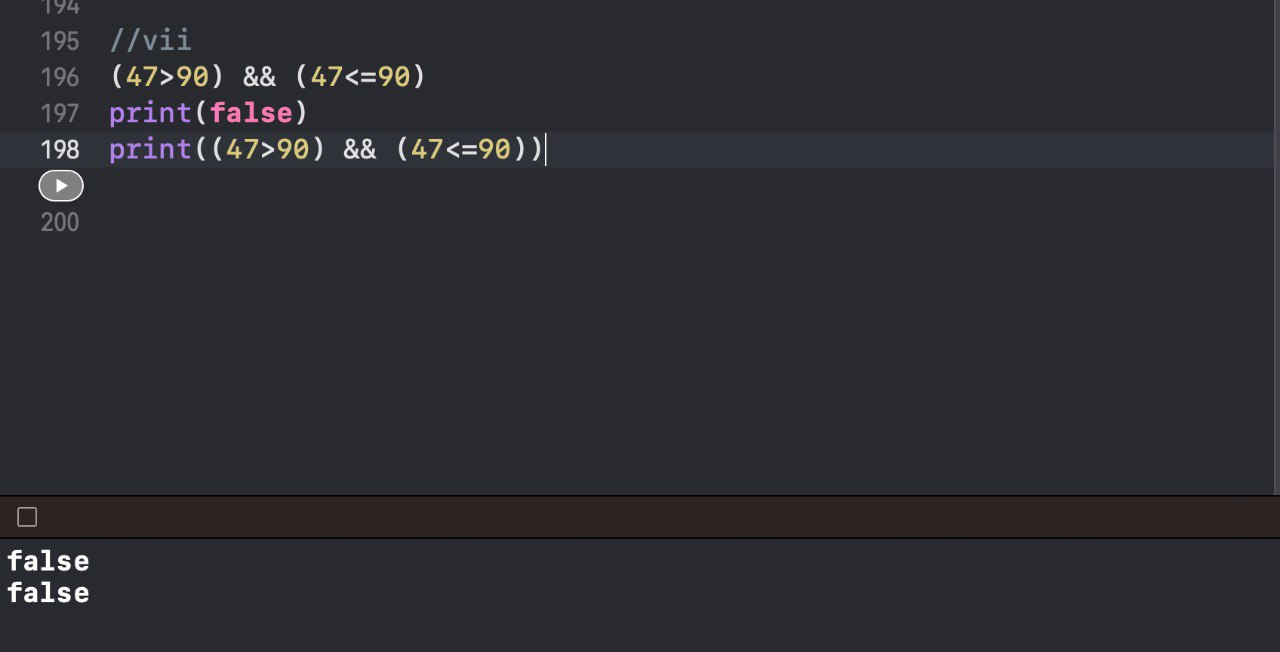 194
195 //vii
196 (47>90) && (47<=90)
197 print(false)
198 print((47>90) && (47<=90))
200
false
false